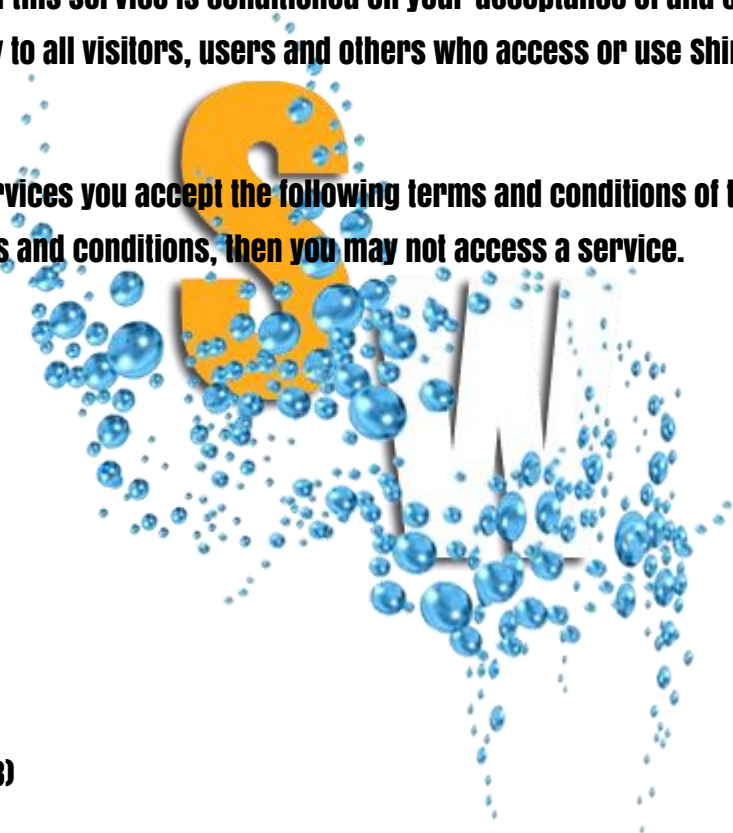 this service is conditioned on your acceptance of and
to all visitors, users and others who access or use Shi
rvices you accept the following terms and conditions of t
s and conditions, then you may not access a service.
S
W
3)